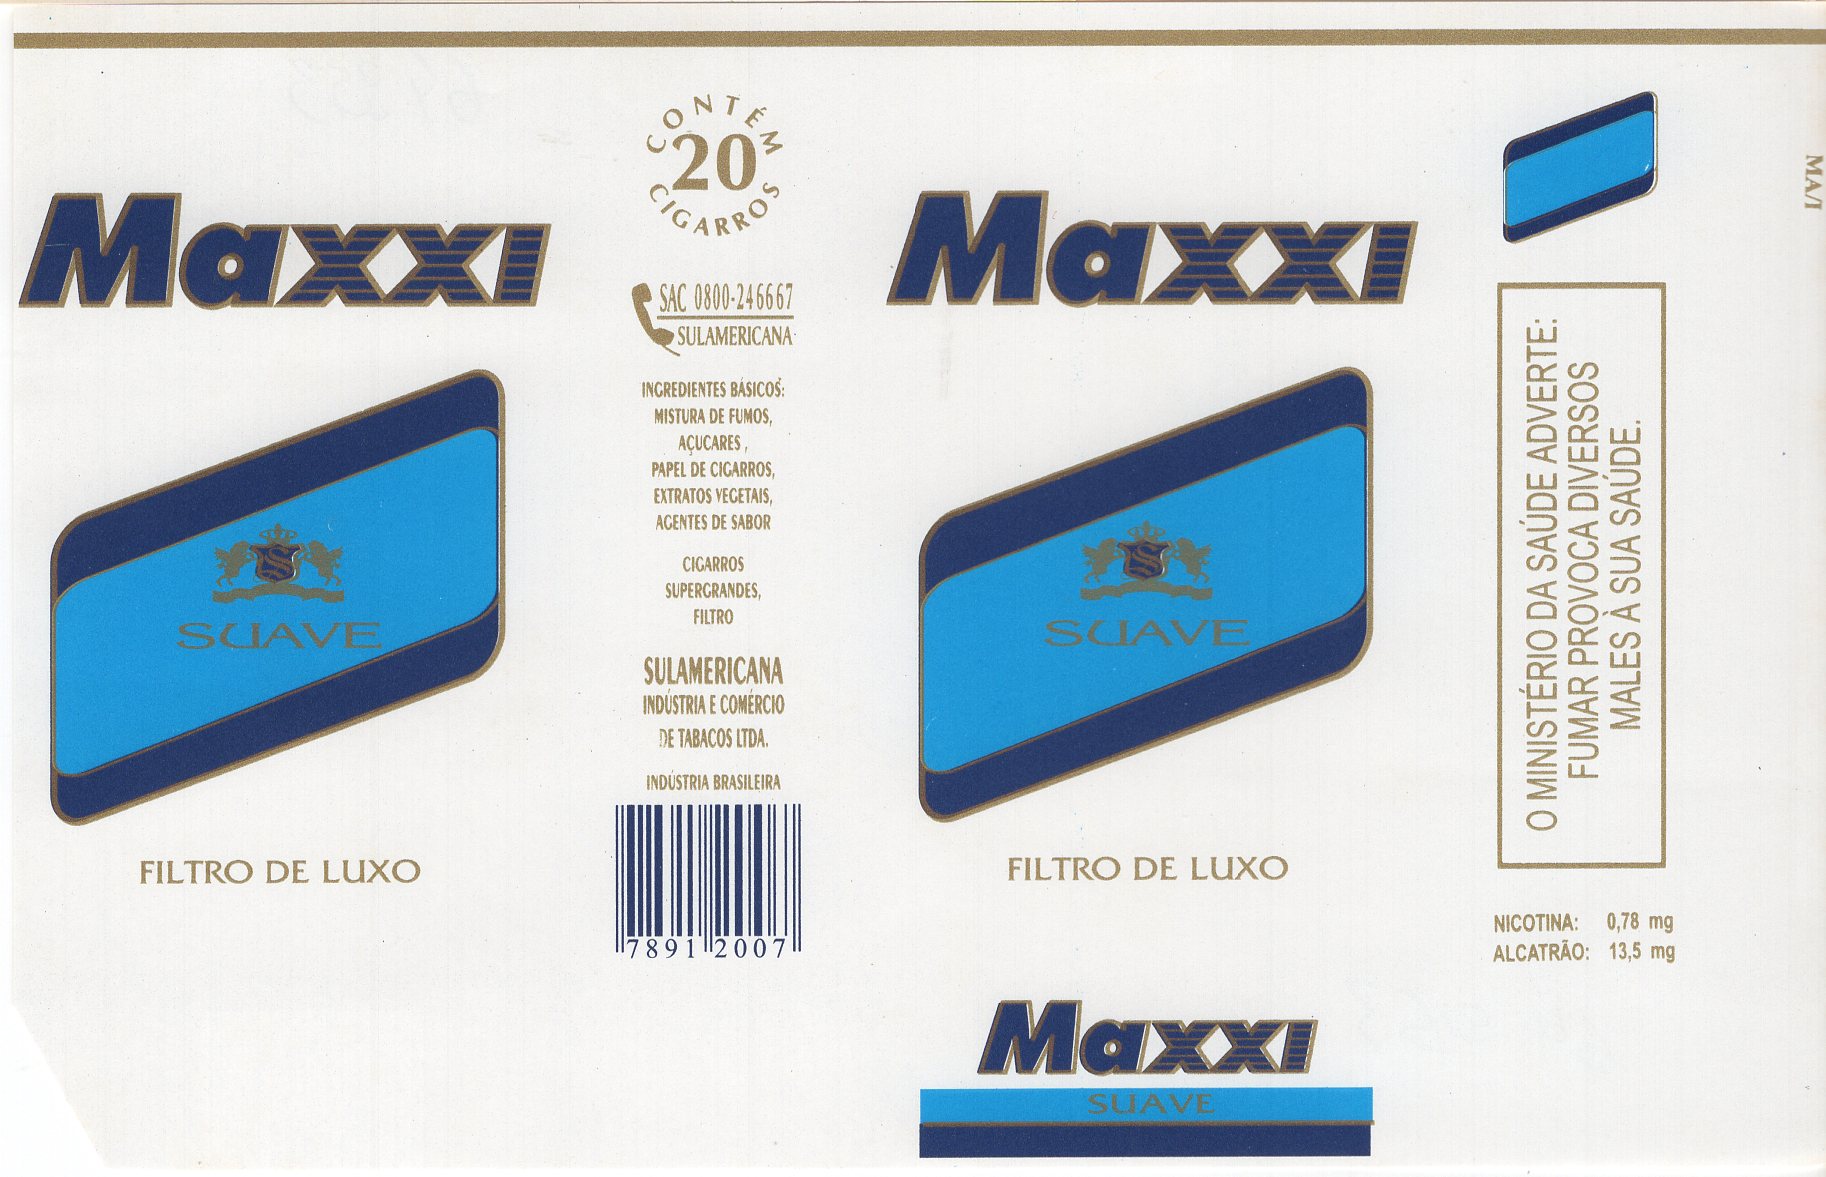 Maxxi
SUAVE
FILTRO DE LUXO
CONTÉM
20
CIGARROS
SAC 0800-246667
SULAMERICANA
INGREDIENTES BÁSICOS:
MISTURA DE FUMOS,
AÇUCARES,
PAPEL DE CIGARROS,
EXTRATOS VEGETAIS,
AGENTES DE SABOR
CIGARROS
SUPERGRANDES,
FILTRO
SULAMERICANA
INDÚSTRIA E COMÉRCIO
DE TABACOS LTDA.
INDÚSTRIA BRASILEIRA
7891 2007
Maxxi
S
SUAVE
FILTRO DE LUXO
Maxxi
SUAVE
O MINISTÉRIO DA SAÚDE ADVERTE:
FUMAR PROVOCA DIVERSOS
MALES À SUA SAÚDE.
NICOTINA: 0,78 mg
ALCATRÃO: 13,5 mg